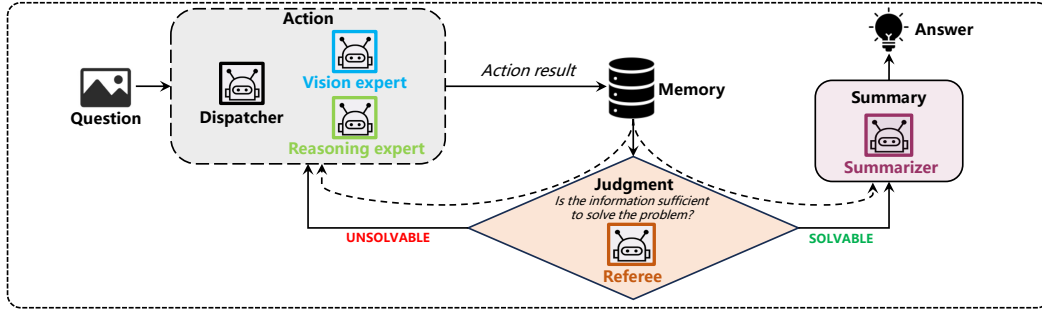 Action
Vision expert
Dispatcher
Reasoning expert
Question
Action result
Memory
Answer
Summary
Summarizer
Judgment
Is the information sufficient
to solve the problem?
Referee
UNSOLVABLE
SOLVABLE